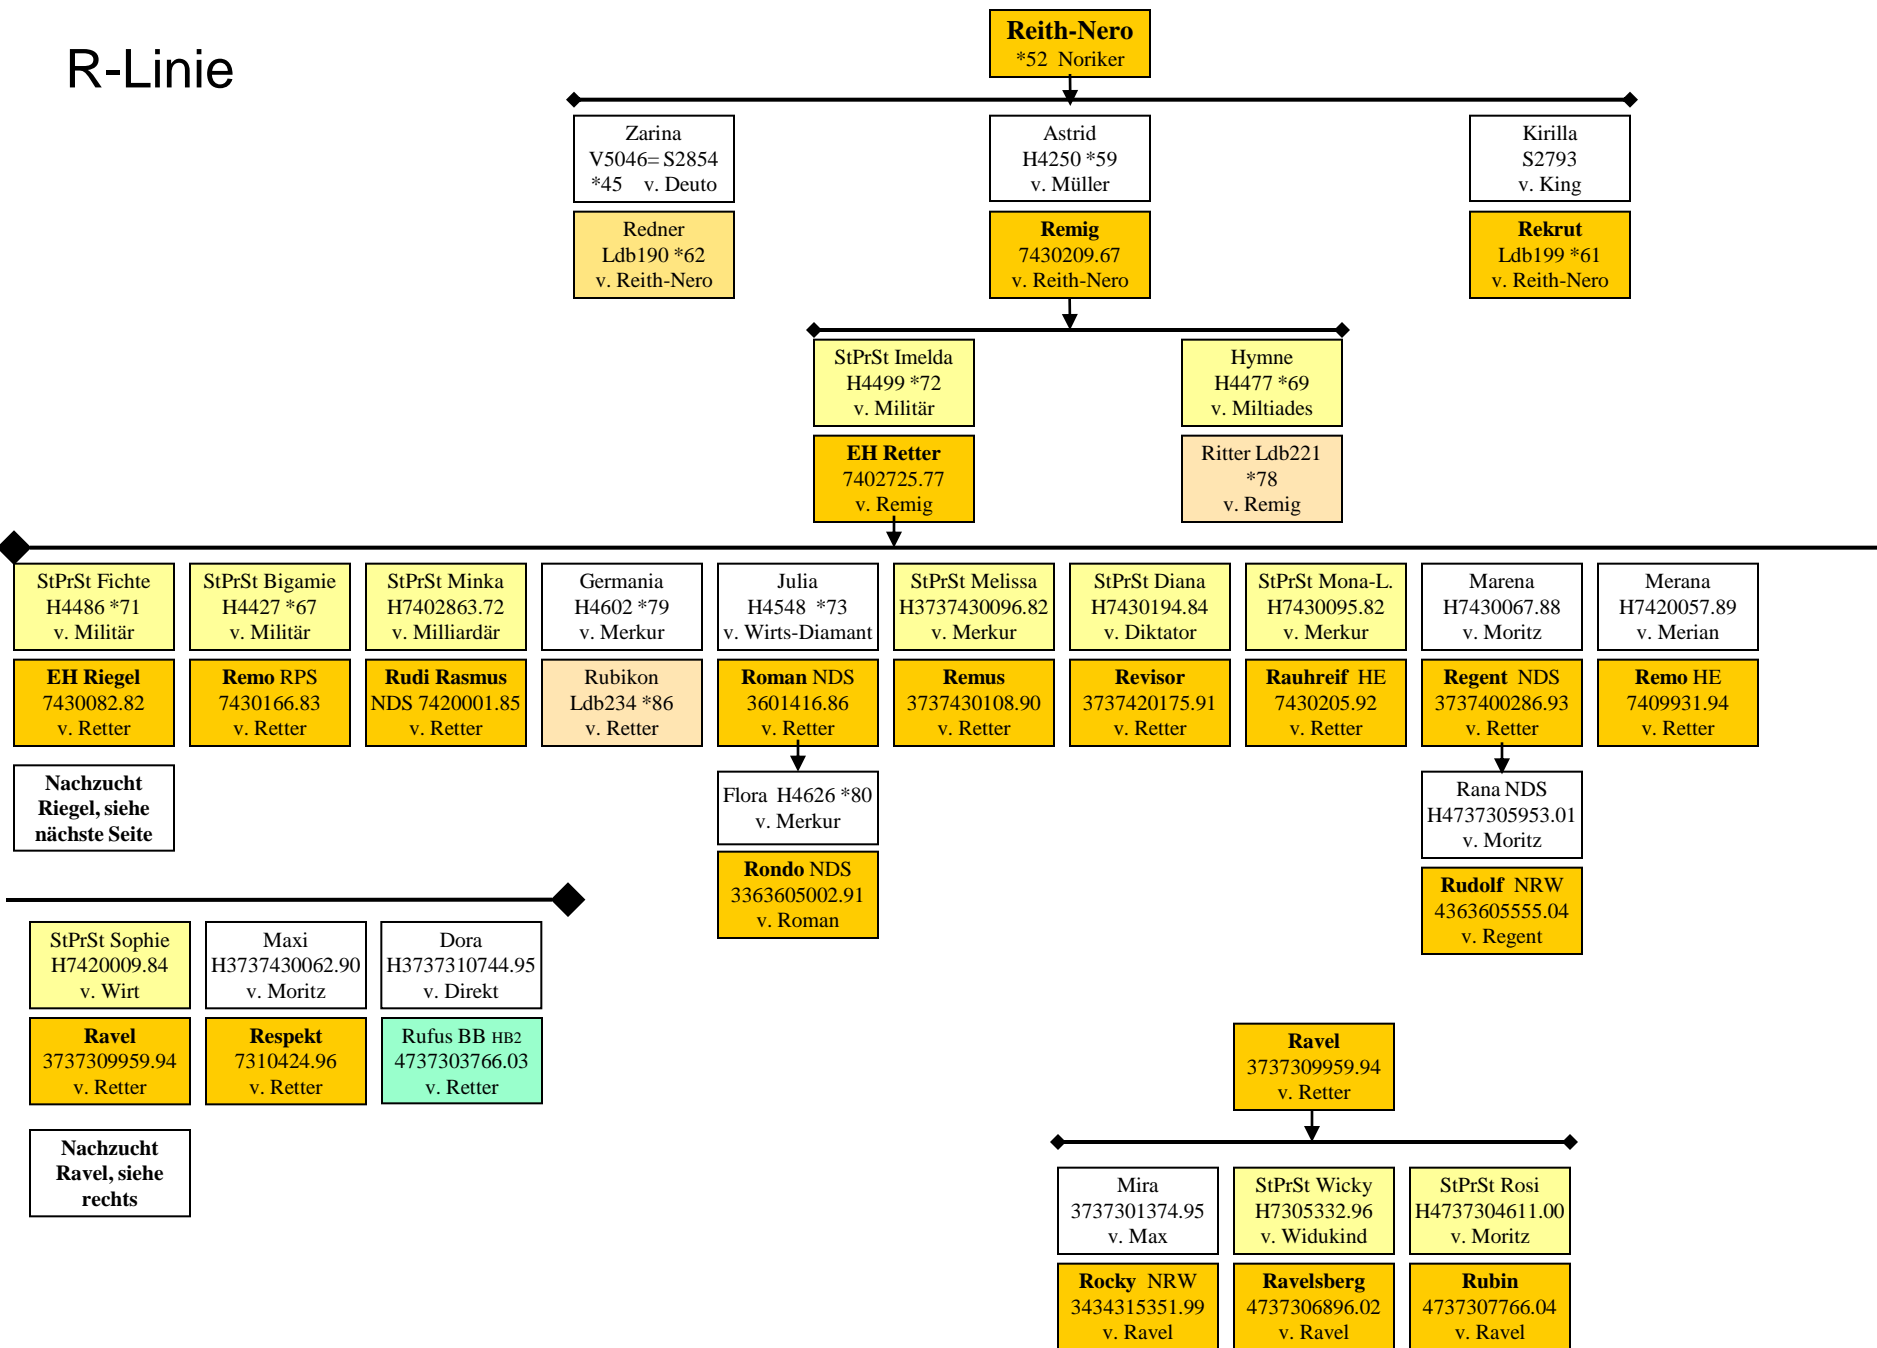 R-Linie
Reith-Nero
*52 Noriker
Zarina
V5046= S2854
*45 v. Deuto
Astrid
H4250 *59
v. Müller
Kirilla
S2793
v. King
Redner
Ldb190 *62
v. Reith-Nero
Remig
7430209.67
v. Reith-Nero
Rekrut
Ldb199 *61
v. Reith-Nero
StPrSt Imelda
H4499 *72
v. Militär
Hymne
H4477 *69
v. Miltiades
EH Retter
7402725.77
v. Remig
Ritter Ldb221
*78
v. Remig
StPrSt Fichte
H4486 *71
v. Militär
StPrSt Bigamie
H4427 *67
v. Militär
StPrSt Minka
H7402863.72
v. Milliardär
Germania
H4602 *79
v. Merkur
Julia
H4548 *73
v. Wirts-Diamant
StPrSt Melissa
H3737430096.82
v. Merkur
StPrSt Diana
H7430194.84
v. Diktator
StPrSt Mona-L.
H7430095.82
v. Merkur
Marena
H7430067.88
v. Moritz
Merana
H7420057.89
v. Merian
EH Riegel
7430082.82
v. Retter
Remo RPS
7430166.83
v. Retter
Rudi Rasmus
NDS 7420001.85
v. Retter
Rubikon
Ldb234 *86
v. Retter
Roman NDS
3601416.86
v. Retter
Remus
3737430108.90
v. Retter
Revisor
3737420175.91
v. Retter
Rauhreif HE
7430205.92
v. Retter
Regent NDS
3737400286.93
v. Retter
Remo HE
7409931.94
v. Retter
Nachzucht
Riegel, siehe
nächste Seite
Flora H4626 *80
v. Merkur
Rana NDS
H4737305953.01
v. Moritz
Rondo NDS
3363605002.91
v. Roman
Rudolf NRW
4363605555.04
v. Regent
StPrSt Sophie
H7420009.84
v. Wirt
Maxi
H3737430062.90
v. Moritz
Dora
H3737310744.95
v. Direkt
Ravel
3737309959.94
v. Retter
Respekt
7310424.96
v. Retter
Rufus BB HB2
4737303766.03
v. Retter
Nachzucht
Ravel, siehe
rechts
Ravel
3737309959.94
v. Retter
Mira
3737301374.95
v. Max
StPrSt Wicky
H7305332.96
v. Widukind
StPrSt Rosi
H4737304611.00
v. Moritz
Rocky NRW
3434315351.99
v. Ravel
Ravelsberg
4737306896.02
v. Ravel
Rubin
4737307766.04
v. Ravel